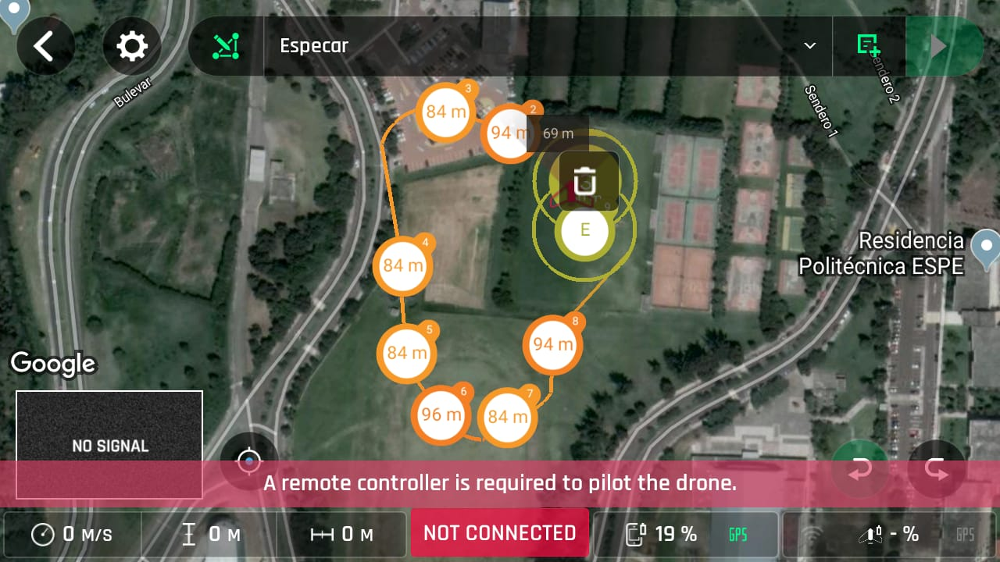 Especar
Bulevar
Sendero 2
Sendero 1
3
84 m
2
94 m
69 m
9
E
4
84 m
Residencia
Politécnica ESPE
8
94 m
5
84 m
Google
6
96 m
7
84 m
NO SIGNAL
A remote controller is required to pilot the drone.
0 M/S
0 M
0 M
NOT CONNECTED
19 %
GPS
- %
GPS